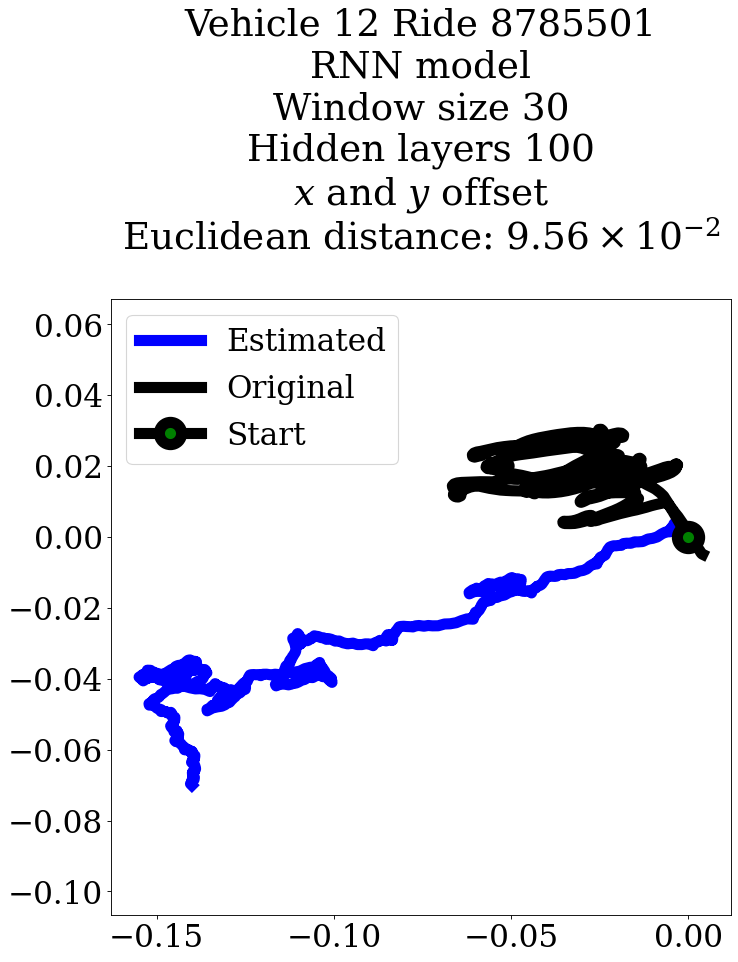 Vehicle 12 Ride 8785501
RNN model
Window size 30
Hidden layers 100
x and y offset
Euclidean distance: 9.56 × 10⁻²
Estimated
Original
Start
0.06
0.04
0.02
0.00
−0.02
−0.04
−0.06
−0.08
−0.10
−0.15 −0.10 −0.05 0.00